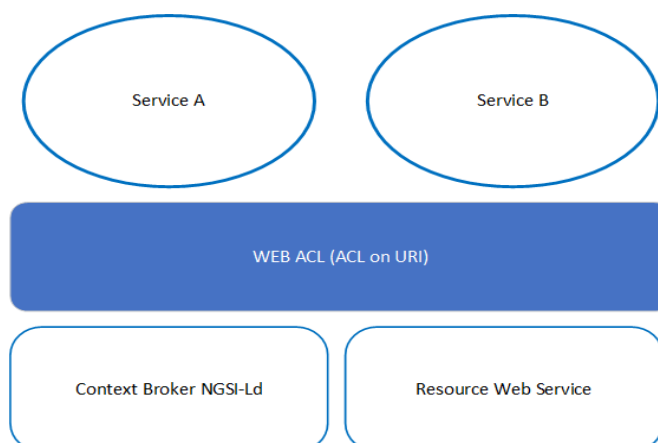 Service A
Service B
WEB ACL (ACL on URI)
Context Broker NGSI-Ld
Resource Web Service